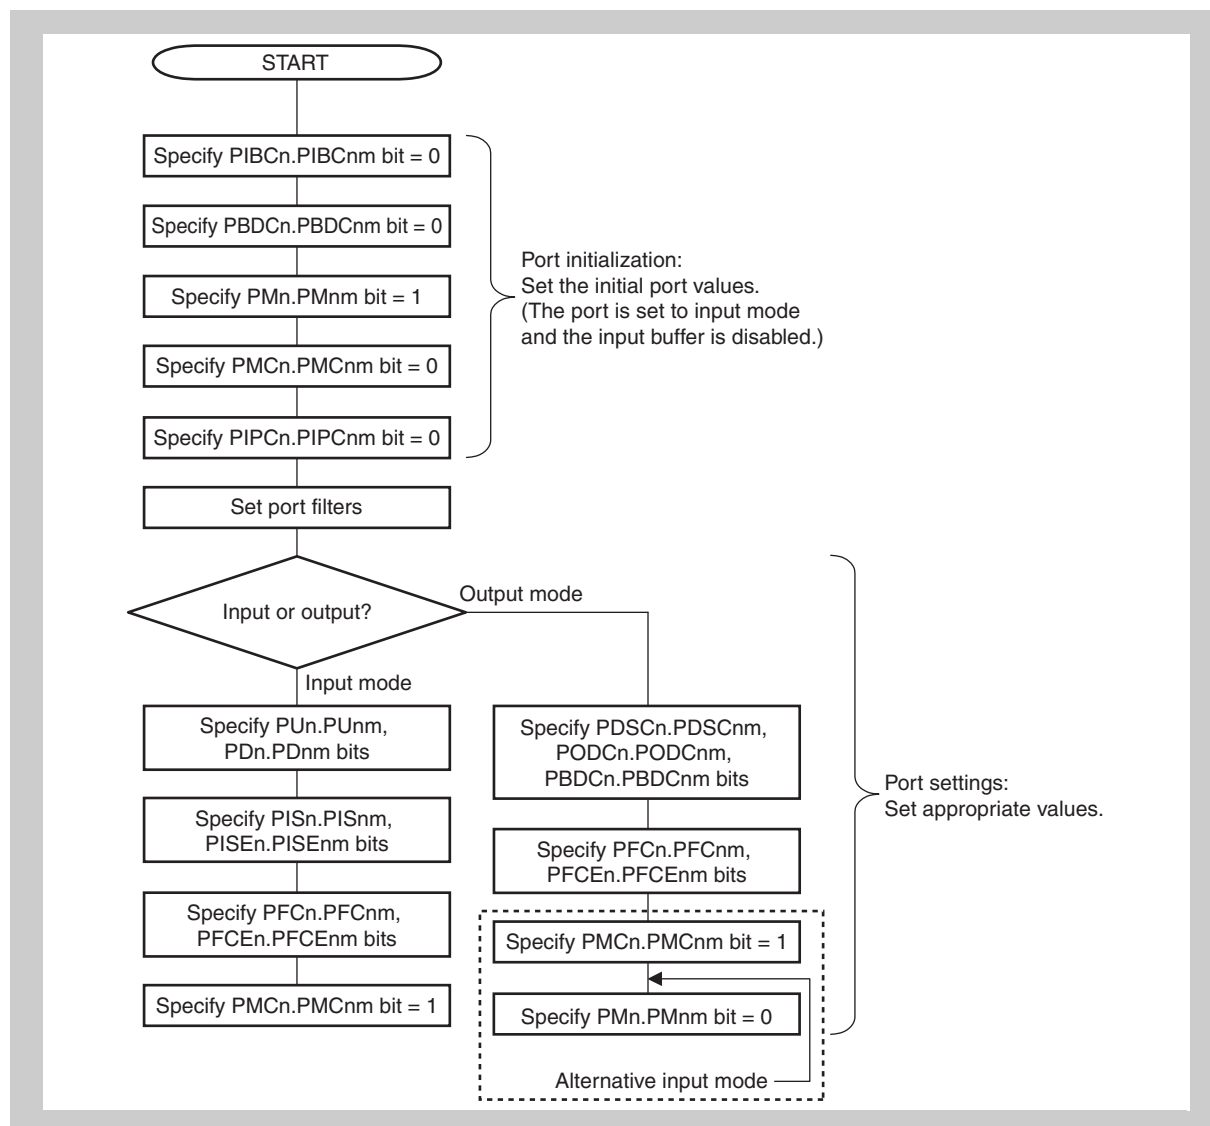 START
Specify PIBCn.PIBCnm bit = 0
Specify PBDCn.PBDCnm bit = 0
Specify PMn.PMnm bit = 1
Specify PMCn.PMCnm bit = 0
Specify PIPCn.PIPCnm bit = 0
Port initialization:
Set the initial port values.
(The port is set to input mode
and the input buffer is disabled.)
Set port filters
Input or output?
Output mode
Input mode
Specify PUn.PUnm,
PDn.PDnm bits
Specify PISn.PISnm,
PISEn.PISEnm bits
Specify PFCn.PFCnm,
PFCEn.PFCEnm bits
Specify PMCn.PMCnm bit = 1
Specify PDSCn.PDSCnm,
PODCn.PODCnm,
PBDCn.PBDCnm bits
Specify PFCn.PFCnm,
PFCEn.PFCEnm bits
Specify PMCn.PMCnm bit = 1
Specify PMn.PMnm bit = 0
Alternative input mode
Port settings:
Set appropriate values.